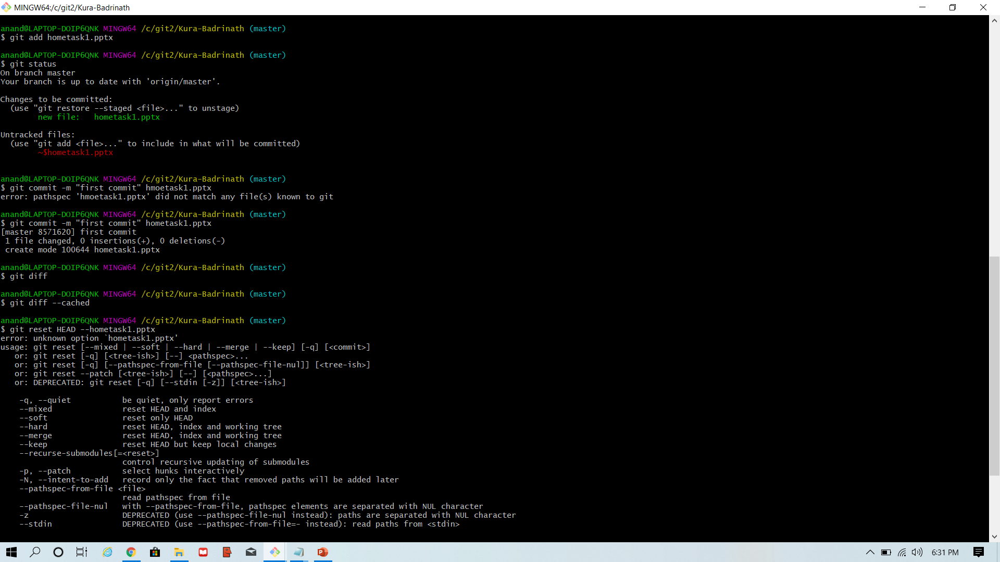 MINGW64:/c/git2/Kura-Badrinath
anand@LAPTOP-DOIP6QNK MINGW64 /c/git2/Kura-Badrinath (master)
$ git add hometask1.pptx
anand@LAPTOP-DOIP6QNK MINGW64 /c/git2/Kura-Badrinath (master)
$ git status
On branch master
Your branch is up to date with 'origin/master'.
Changes to be committed:
  (use "git restore --staged <file>..." to unstage)
        new file:   hometask1.pptx
Untracked files:
  (use "git add <file>..." to include in what will be committed)
        ~$hometask1.pptx
anand@LAPTOP-DOIP6QNK MINGW64 /c/git2/Kura-Badrinath (master)
$ git commit -m "first commit" hmoetask1.pptx
error: pathspec 'hmoetask1.pptx' did not match any file(s) known to git
anand@LAPTOP-DOIP6QNK MINGW64 /c/git2/Kura-Badrinath (master)
$ git commit -m "first commit" hometask1.pptx
[master 8571620] first commit
 1 file changed, 0 insertions(+), 0 deletions(-)
 create mode 100644 hometask1.pptx
anand@LAPTOP-DOIP6QNK MINGW64 /c/git2/Kura-Badrinath (master)
$ git diff
anand@LAPTOP-DOIP6QNK MINGW64 /c/git2/Kura-Badrinath (master)
$ git diff --cached
anand@LAPTOP-DOIP6QNK MINGW64 /c/git2/Kura-Badrinath (master)
$ git reset HEAD --hometask1.pptx
error: unknown option `hometask1.pptx'
usage: git reset [--mixed | --soft | --hard | --merge | --keep] [-q] [<commit>]
   or: git reset [-q] [<tree-ish>] [--] <pathspec>...
   or: git reset [-q] [--pathspec-from-file [--pathspec-file-nul]] [<tree-ish>]
   or: git reset --patch [<tree-ish>] [--] [<pathspec>...]
   or: DEPRECATED: git reset [-q] [--stdin [-z]] [<tree-ish>]
    -q, --quiet           be quiet, only report errors
    --mixed               reset HEAD and index
    --soft                reset only HEAD
    --hard                reset HEAD, index and working tree
    --merge               reset HEAD, index and working tree
    --keep                reset HEAD but keep local changes
    --recurse-submodules[=<reset>]
                          control recursive updating of submodules
    -p, --patch           select hunks interactively
    -N, --intent-to-add   record only the fact that removed paths will be added later
    --pathspec-from-file <file>
                          read pathspec from file
    --pathspec-file-nul   with --pathspec-from-file, pathspec elements are separated with NUL character
    -z                    DEPRECATED (use --pathspec-file-nul instead): paths are separated with NUL character
    --stdin               DEPRECATED (use --pathspec-from-file=- instead): read paths from <stdin>
6:31 PM